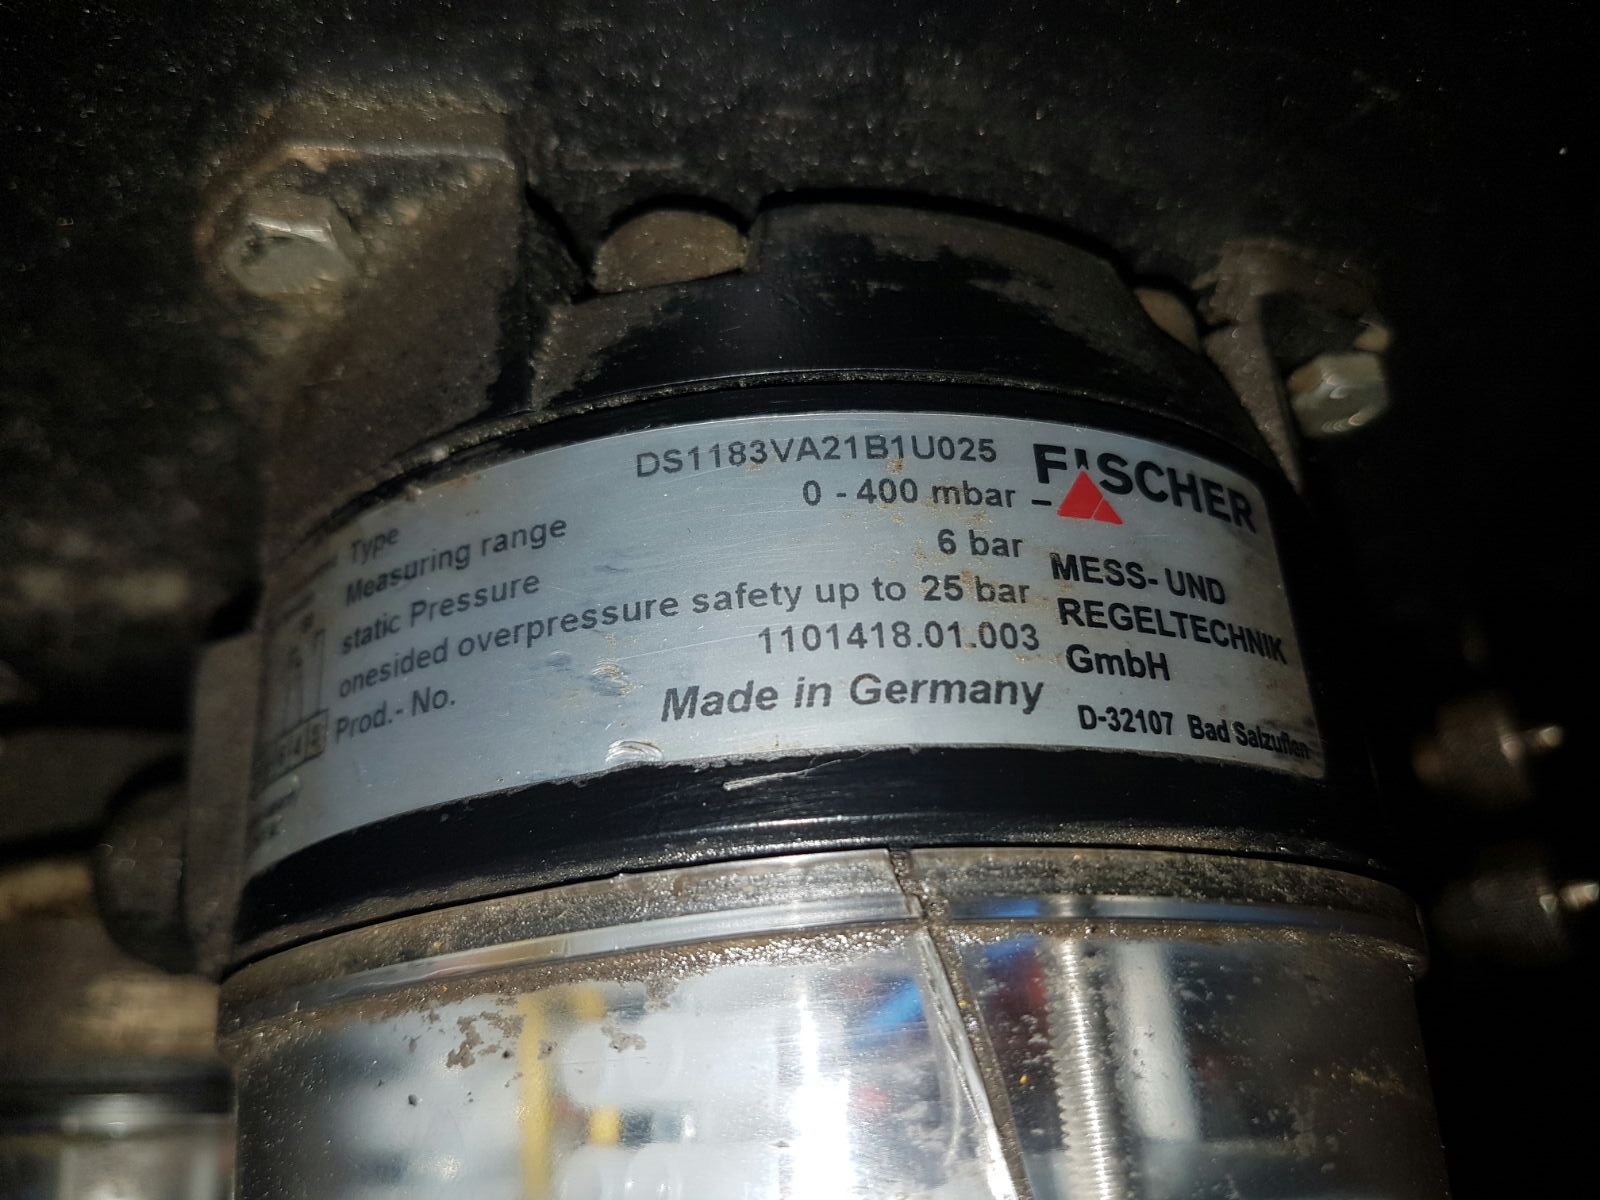 Type DS1183VA21B1U025
Measuring range 0 - 400 mbar
static Pressure 6 bar
onesided overpressure safety up to 25 bar
Prod.- No. 1101418.01.003
Made in Germany
FISCHER
MESS- UND
REGELTECHNIK
GmbH
D-32107 Bad Salzuflen